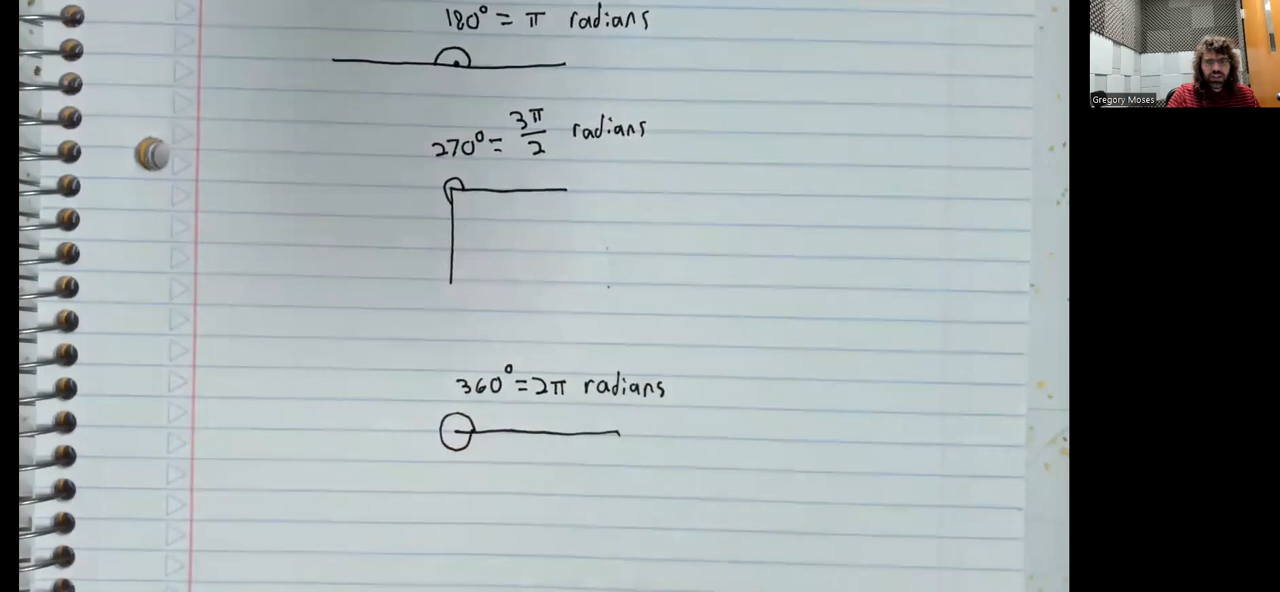 180° = π radians
270° = 3π/2 radians
360° = 2π radians
Gregory Moses